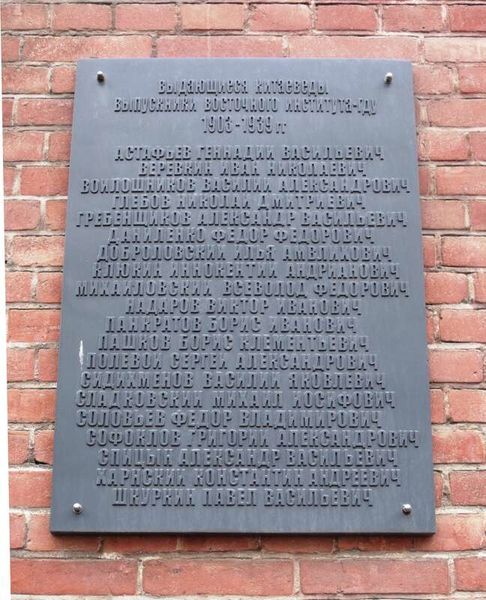 ВЫДАЮЩИЕСЯ КИТАЕВЕДЫ
ВЫПУСКНИКИ ВОСТОЧНОГО ИНСТИТУТА-ГДУ
1903-1939 ГГ
АСТАФЬЕВ ГЕННАДИЙ ВАСИЛЬЕВИЧ
ВЕРЕВКИН ИВАН НИКОЛАЕВИЧ
ВОЙЛОШНИКОВ ВАСИЛИЙ АЛЕКСАНДРОВИЧ
ГЛЕБОВ НИКОЛАЙ ДМИТРИЕВИЧ
ГРЕБЕНЩИКОВ АЛЕКСАНДР ВАСИЛЬЕВИЧ
ДАНИЛЕНКО ФЕДОР ФЕДОРОВИЧ
ДОБРОЛОВСКИЙ ИЛЬЯ АМВЛИХОВИЧ
КЛЮКИН ИННОКЕНТИЙ АНДРИАНОВИЧ
МИХАЙЛОВСКИЙ ВСЕВОЛОД ФЕДОРОВИЧ
НАДАРОВ ВИКТОР ИВАНОВИЧ
ПАНКРАТОВ БОРИС ИВАНОВИЧ
ПАШКОВ БОРИС КЛЕМЕНТЬЕВИЧ
ПОЛЕВОЙ СЕРГЕЙ АЛЕКСАНДРОВИЧ
СИДИХМЕНОВ ВАСИЛИЙ ЯКОВЛЕВИЧ
СЛАДКОВСКИЙ МИХАИЛ ИОСИФОВИЧ
СОЛОВЬЕВ ФЕДОР ВЛАДИМИРОВИЧ
СОФОКЛОВ ГРИГОРИЙ АЛЕКСАНДРОВИЧ
СПИЦЫН АЛЕКСАНДР ВАСИЛЬЕВИЧ
ХАРНСКИЙ КОНСТАНТИН АНДРЕЕВИЧ
ШКУРКИН ПАВЕЛ ВАСИЛЬЕВИЧ